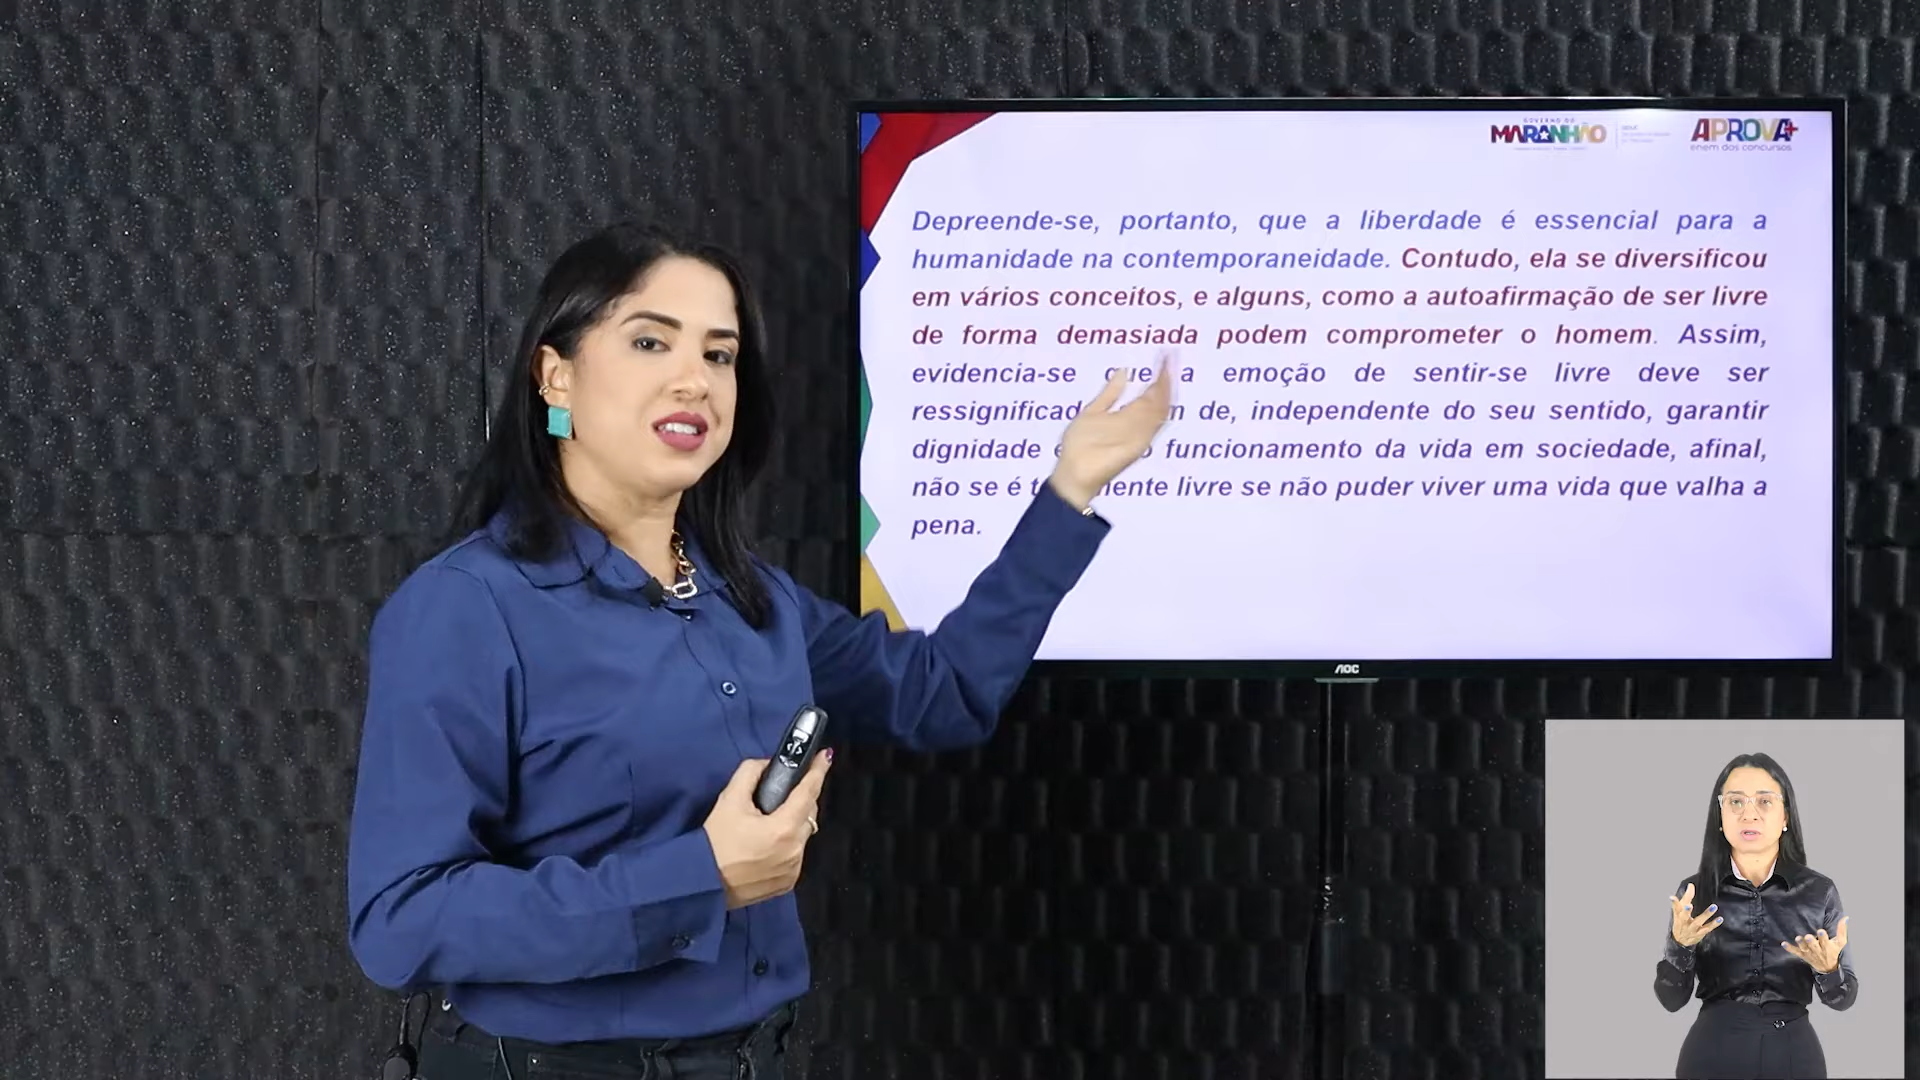 GOVERNO DO
MARANHÃO
APROVA+
enem dos concursos
Depreende-se, portanto, que a liberdade é essencial para a
humanidade na contemporaneidade. Contudo, ela se diversificou
em vários conceitos, e alguns, como a autoafirmação de ser livre
de forma demasiada podem comprometer o homem. Assim,
evidencia-se que a emoção de sentir-se livre deve ser
de, independente do seu sentido, garantir
dignidade funcionamento da vida em sociedade, afinal,
não se é livre se não puder viver uma vida que valha a
pena.
AOC